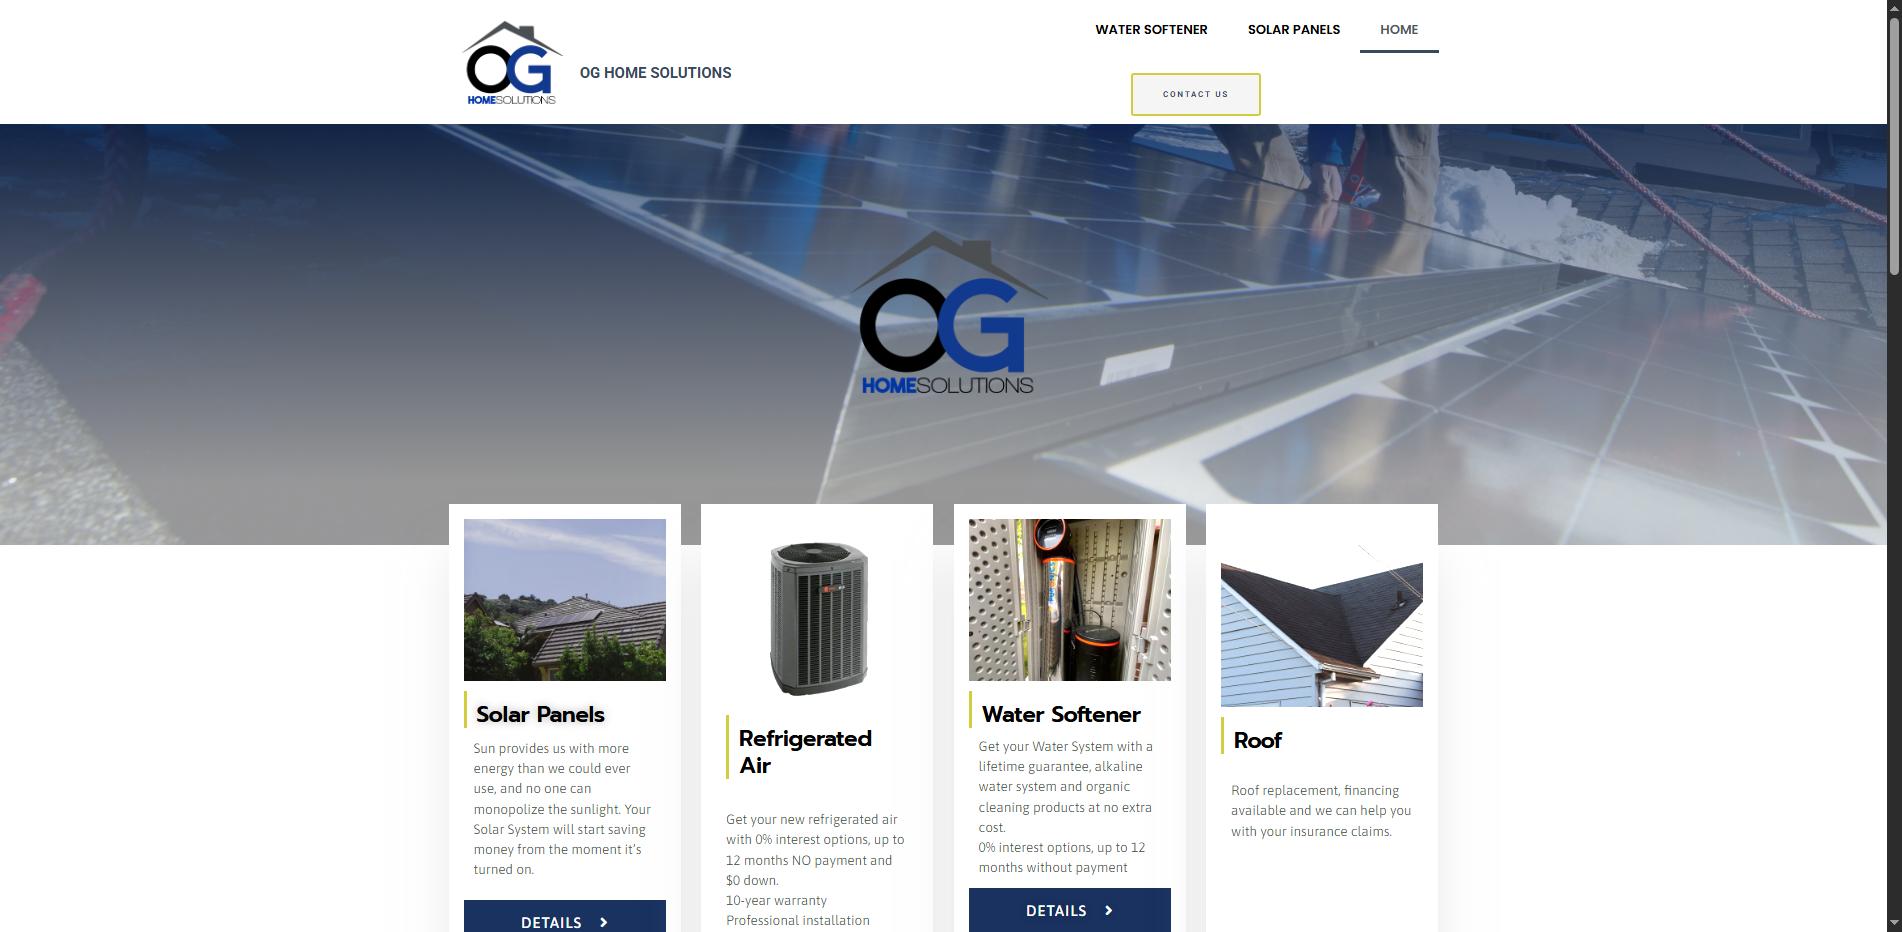 OG
HOMESOLUTIONS
OG HOME SOLUTIONS
WATER SOFTENER
SOLAR PANELS
HOME
CONTACT US
OG
HOMESOLUTIONS
Solar Panels
Sun provides us with more
energy than we could ever
use, and no one can
monopolize the sunlight. Your
Solar System will start saving
money from the moment it's
turned on.
DETAILS
Refrigerated
Air
Get your new refrigerated air
with 0% interest options, up to
12 months NO payment and
$0 down.
10-year warranty
Professional installation
Water Softener
Get your Water System with a
lifetime guarantee, alkaline
water system and organic
cleaning products at no extra
cost.
0% interest options, up to 12
months without payment
DETAILS
Roof
Roof replacement, financing
available and we can help you
with your insurance claims.